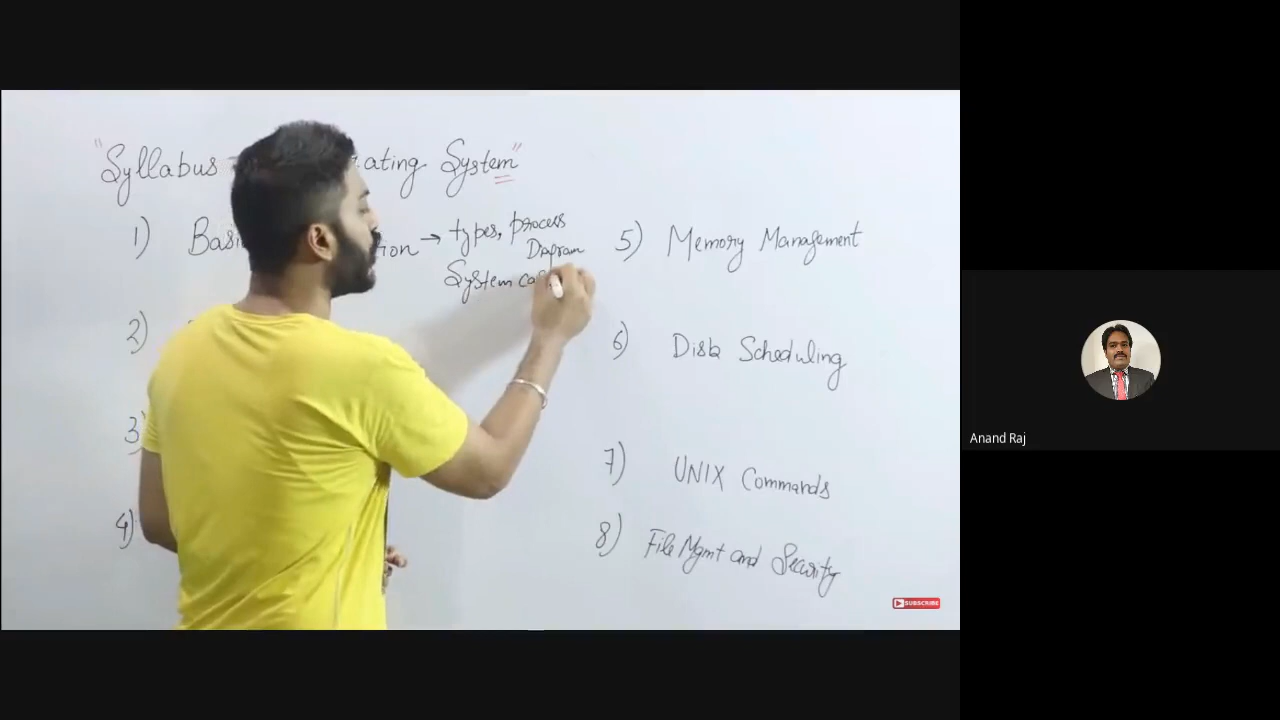 "Syllabus ating System"
1) Basi tion → types, process
Diagram
System ca
2)
3)
4)
5) Memory Management
6) Disk Scheduling
7) UNIX Commands
8) File Mgmt and Security
SUBSCRIBE
Anand Raj